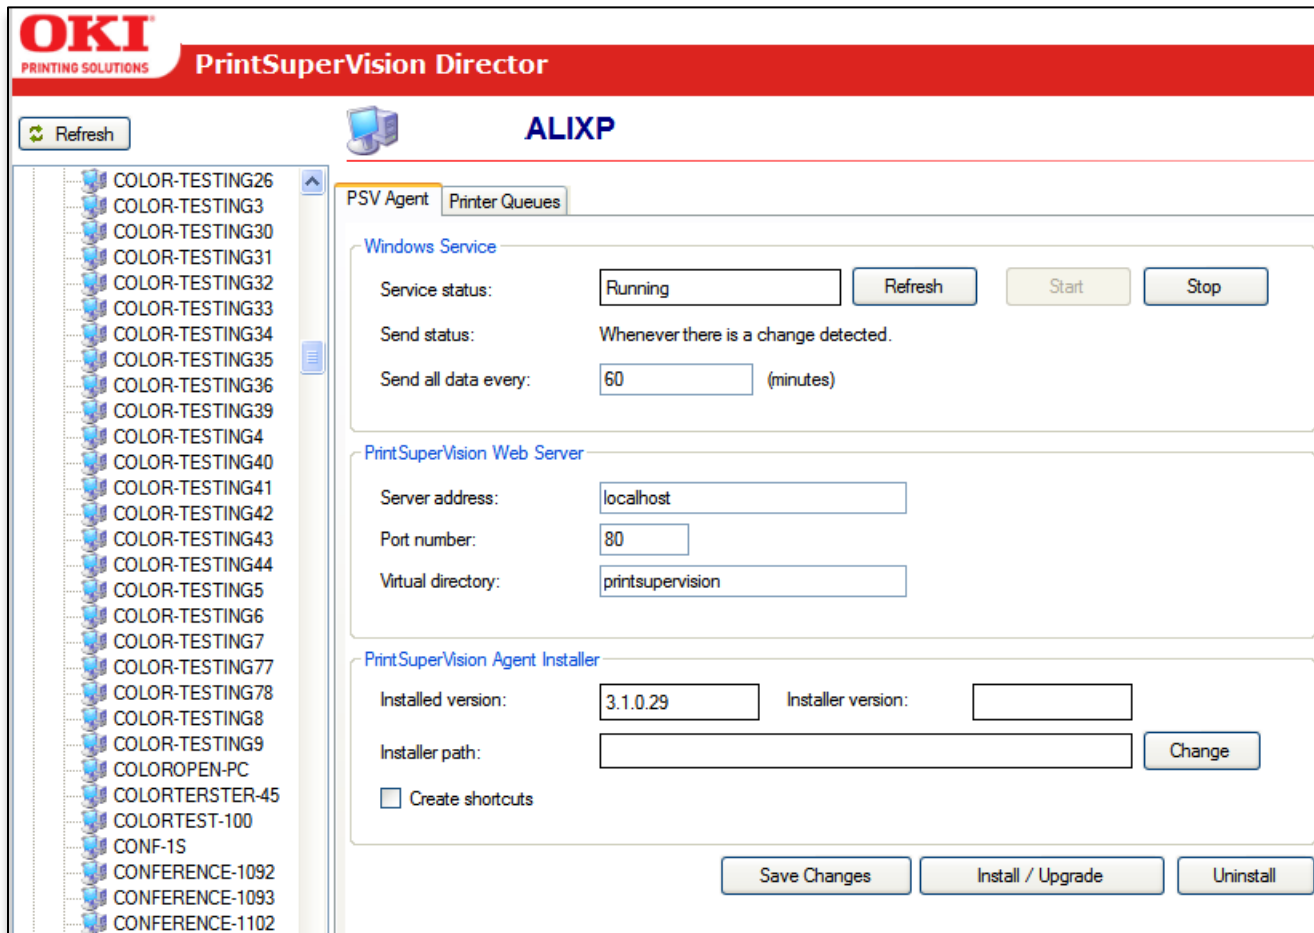 OKI
PRINTING SOLUTIONS
PrintSuperVision Director
Refresh
ALIXP
COLOR-TESTING26
COLOR-TESTING3
COLOR-TESTING30
COLOR-TESTING31
COLOR-TESTING32
COLOR-TESTING33
COLOR-TESTING34
COLOR-TESTING35
COLOR-TESTING36
COLOR-TESTING39
COLOR-TESTING4
COLOR-TESTING40
COLOR-TESTING41
COLOR-TESTING42
COLOR-TESTING43
COLOR-TESTING44
COLOR-TESTING5
COLOR-TESTING6
COLOR-TESTING7
COLOR-TESTING77
COLOR-TESTING78
COLOR-TESTING8
COLOR-TESTING9
COLOROPEN-PC
COLORTERSTER-45
COLORTEST-100
CONF-1S
CONFERENCE-1092
CONFERENCE-1093
CONFERENCE-1102
PSV Agent Printer Queues
Windows Service
Service status: Running Refresh Start Stop
Send status: Whenever there is a change detected.
Send all data every: 60 (minutes)
PrintSuperVision Web Server
Server address: localhost
Port number: 80
Virtual directory: printsupervision
PrintSuperVision Agent Installer
Installed version: 3.1.0.29 Installer version:
Installer path: Change
Create shortcuts
Save Changes Install / Upgrade Uninstall